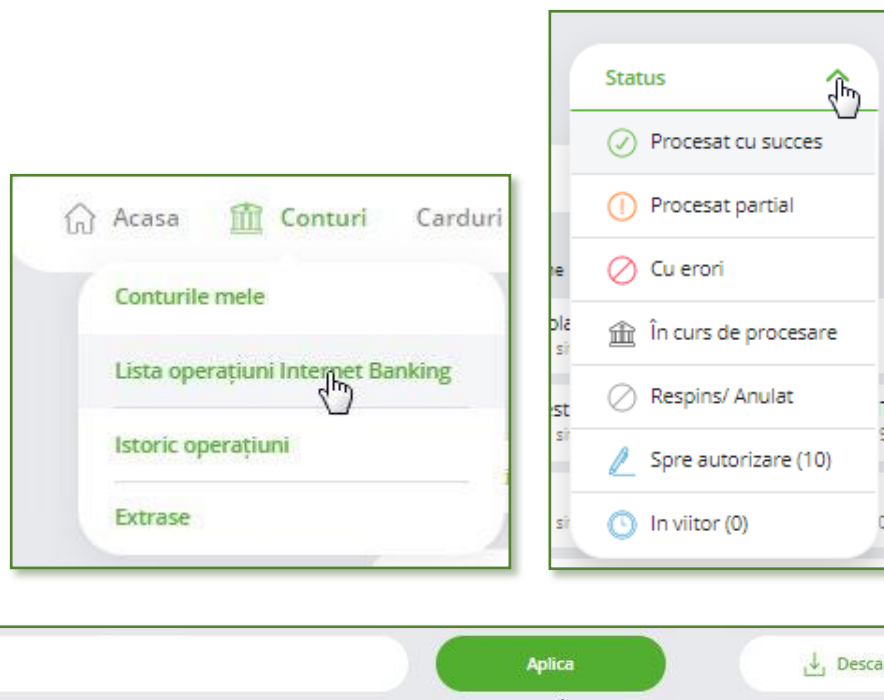 Acasa Conturi Carduri
Conturile mele
Lista operațiuni Internet Banking
Istoric operațiuni
Extrase
Status
Procesat cu succes
Procesat partial
Cu erori
În curs de procesare
Respins/ Anulat
Spre autorizare (10)
In viitor (0)
Aplica